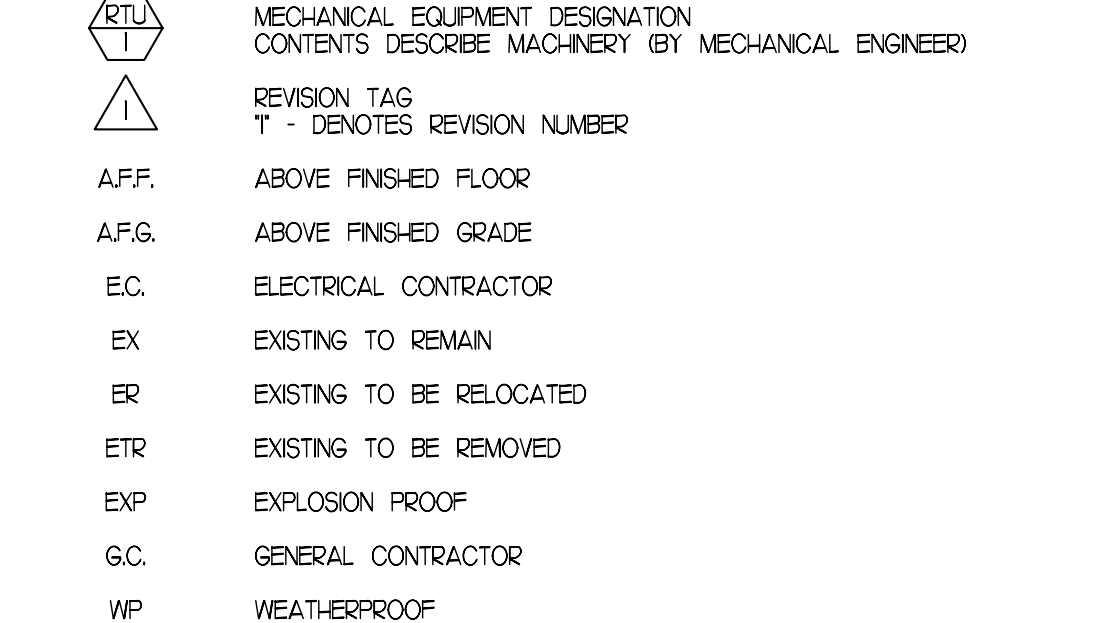 RTU
1
MECHANICAL EQUIPMENT DESIGNATION
CONTENTS DESCRIBE MACHINERY (BY MECHANICAL ENGINEER)
1
REVISION TAG
"1" - DENOTES REVISION NUMBER
A.F.F. ABOVE FINISHED FLOOR
A.F.G. ABOVE FINISHED GRADE
E.C. ELECTRICAL CONTRACTOR
EX EXISTING TO REMAIN
ER EXISTING TO BE RELOCATED
ETR EXISTING TO BE REMOVED
EXP EXPLOSION PROOF
G.C. GENERAL CONTRACTOR
WP WEATHERPROOF